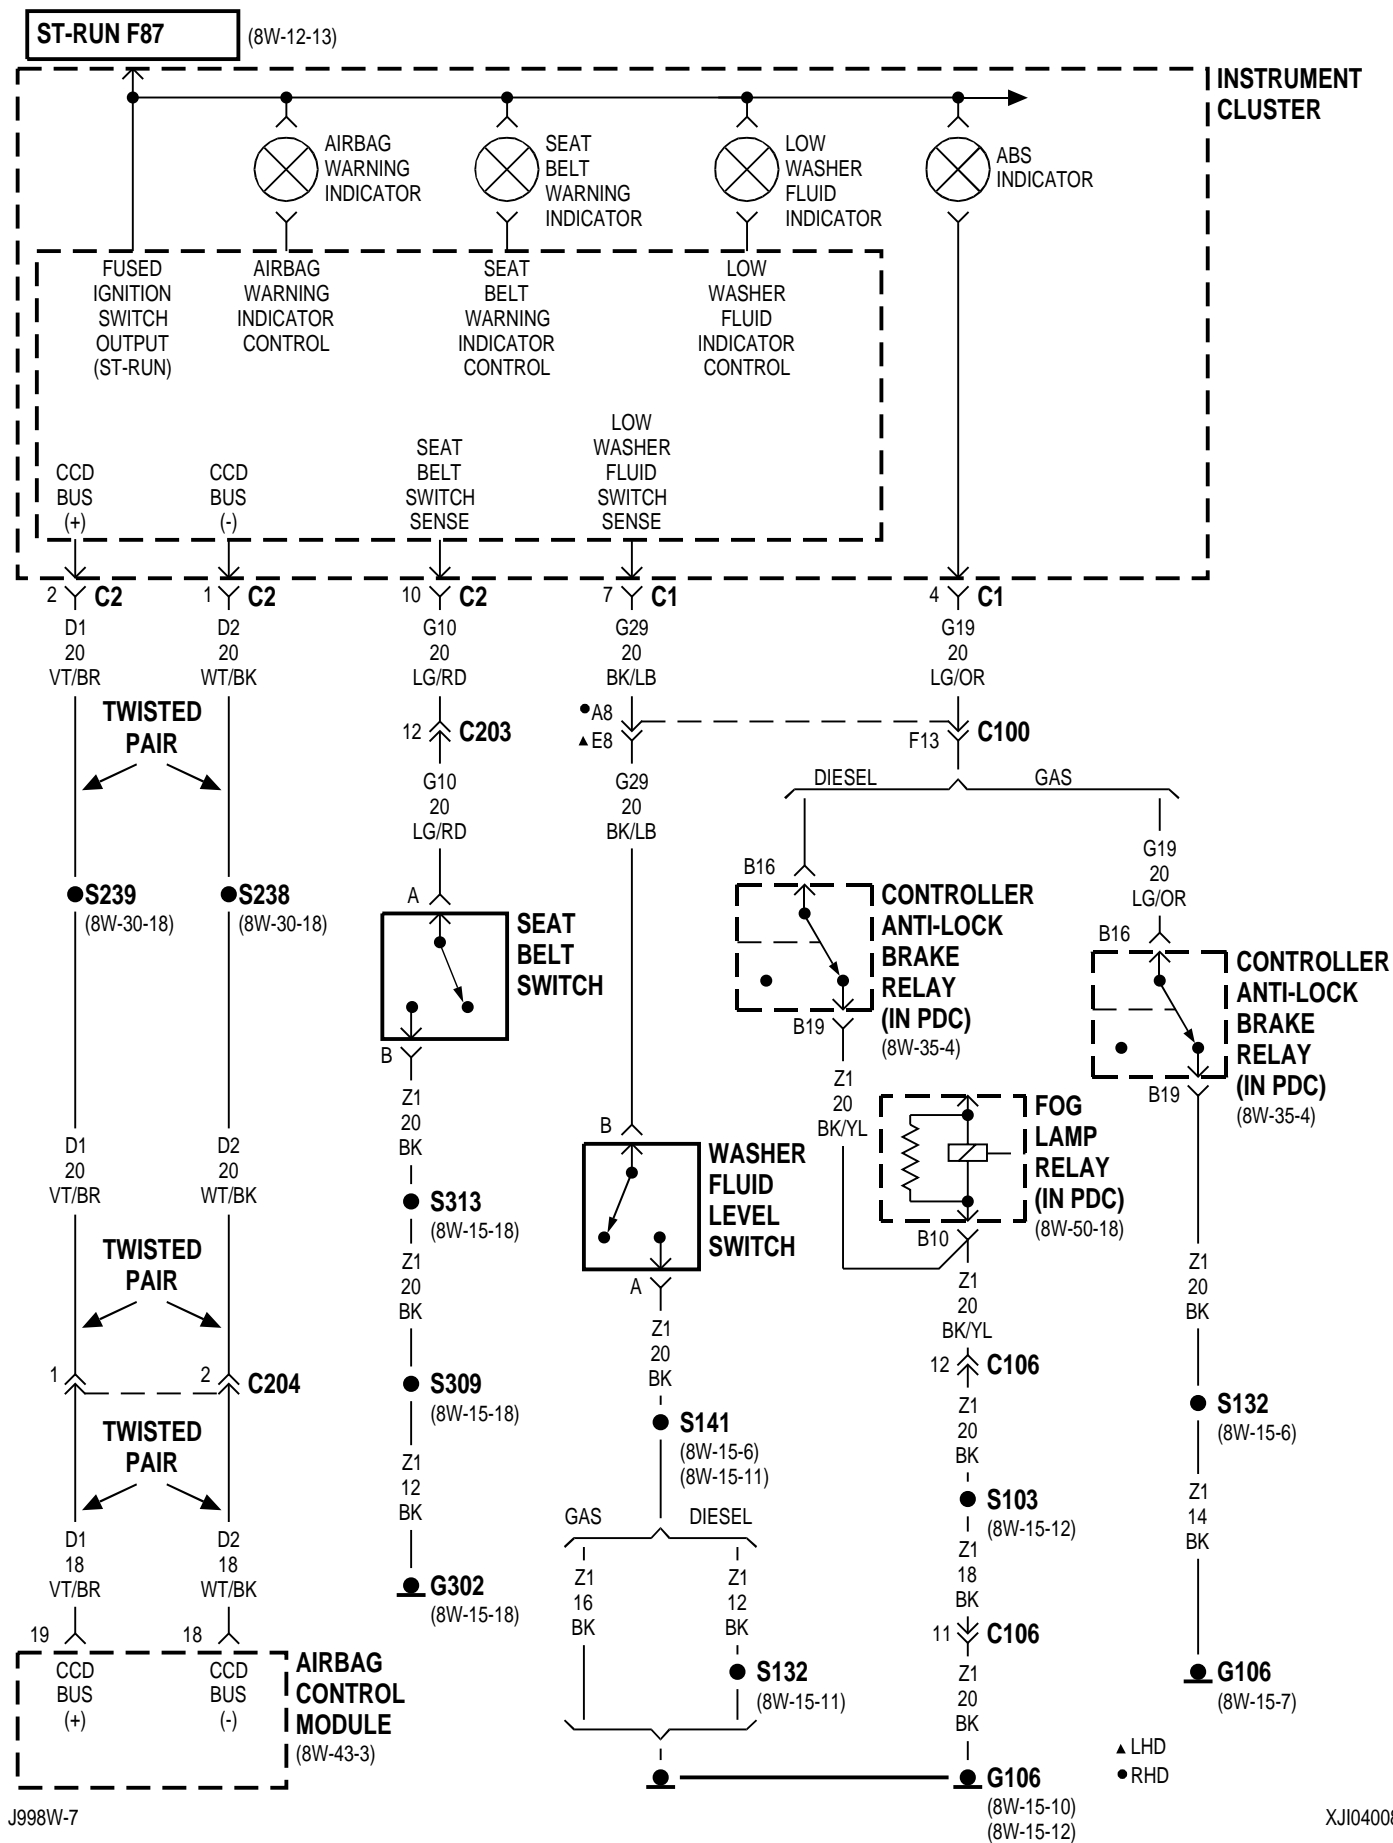 ST-RUN F87
(8W-12-13)
INSTRUMENT
CLUSTER
AIRBAG
WARNING
INDICATOR
SEAT
BELT
WARNING
INDICATOR
LOW
WASHER
FLUID
INDICATOR
ABS
INDICATOR
FUSED
IGNITION
SWITCH
OUTPUT
(ST-RUN)
AIRBAG
WARNING
INDICATOR
CONTROL
SEAT
BELT
WARNING
INDICATOR
CONTROL
LOW
WASHER
FLUID
INDICATOR
CONTROL
CCD
BUS
(+)
CCD
BUS
(-)
SEAT
BELT
SWITCH
SENSE
LOW
WASHER
FLUID
SWITCH
SENSE
2 C2
1 C2
10 C2
7 C1
4 C1
D1
20
VT/BR
D2
20
WT/BK
G10
20
LG/RD
G29
20
BK/LB
G19
20
LG/OR
TWISTED
PAIR
12 C203
A8
E8
F13 C100
G10
20
LG/RD
G29
20
BK/LB
DIESEL
GAS
G19
20
LG/OR
S239
(8W-30-18)
S238
(8W-30-18)
A
SEAT
BELT
SWITCH
B
B16
CONTROLLER
ANTI-LOCK
BRAKE
RELAY
(IN PDC)
(8W-35-4)
B19
B16
CONTROLLER
ANTI-LOCK
BRAKE
RELAY
(IN PDC)
(8W-35-4)
B19
Z1
20
BK
Z1
20
BK/YL
FOG
LAMP
RELAY
(IN PDC)
(8W-50-18)
B10
D1
20
VT/BR
D2
20
WT/BK
B
WASHER
FLUID
LEVEL
SWITCH
A
S313
(8W-15-18)
Z1
20
BK
TWISTED
PAIR
Z1
20
BK
Z1
20
BK/YL
Z1
20
BK
1
2 C204
S309
(8W-15-18)
12 C106
S132
(8W-15-6)
TWISTED
PAIR
Z1
12
BK
S141
(8W-15-6)
(8W-15-11)
Z1
20
BK
S103
(8W-15-12)
Z1
14
BK
GAS
DIESEL
D1
18
VT/BR
D2
18
WT/BK
G302
(8W-15-18)
Z1
16
BK
Z1
12
BK
Z1
18
BK
11 C106
19
18
CCD
BUS
(+)
CCD
BUS
(-)
AIRBAG
CONTROL
MODULE
(8W-43-3)
S132
(8W-15-11)
Z1
20
BK
G106
(8W-15-7)
LHD
RHD
G106
(8W-15-10)
(8W-15-12)
J998W-7
XJI04008